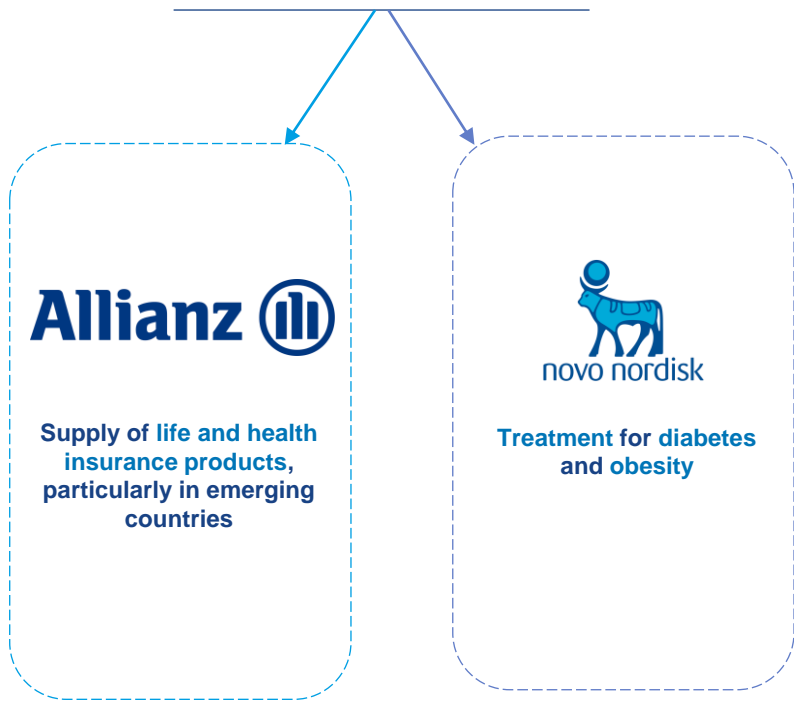 Allianz
Supply of life and health
insurance products,
particularly in emerging
countries
novo nordisk
Treatment for diabetes
and obesity